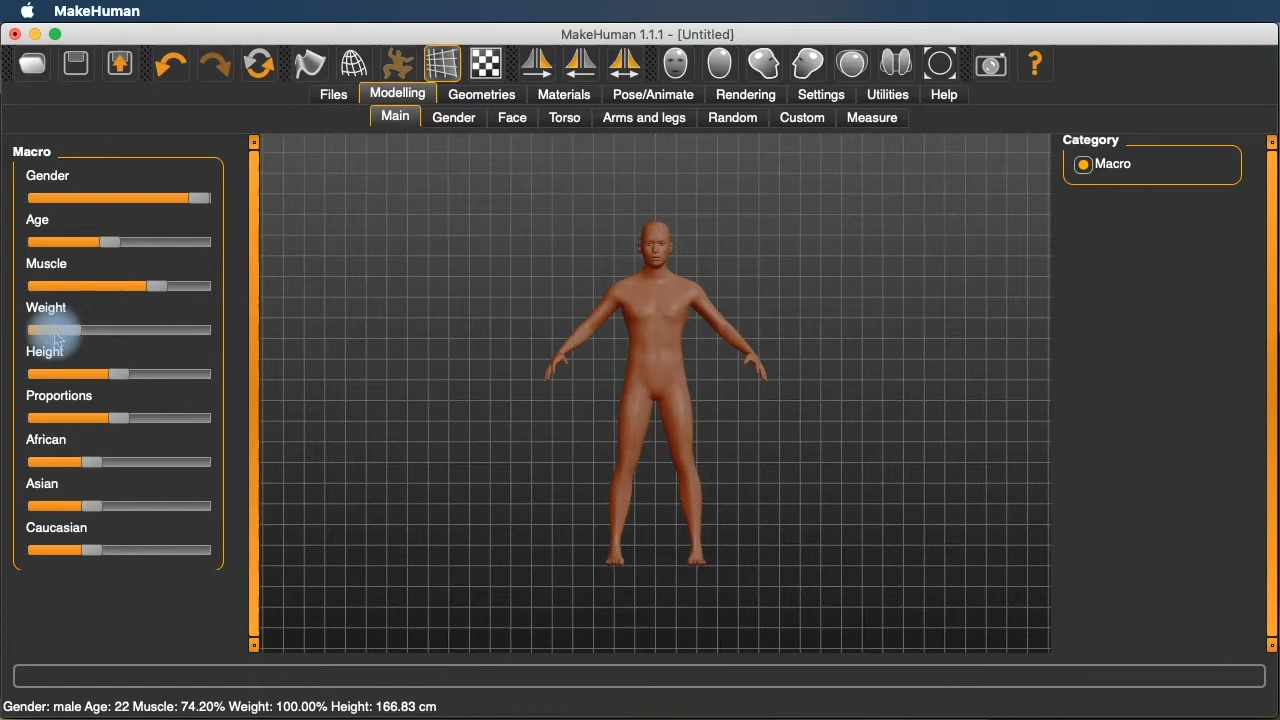 MakeHuman
MakeHuman 1.1.1 - [Untitled]
Files Modelling Geometries Materials Pose/Animate Rendering Settings Utilities Help
Main Gender Face Torso Arms and legs Random Custom Measure
Macro
Gender
Age
Muscle
Weight
Height
Proportions
African
Asian
Caucasian
Category
Macro
Gender: male Age: 22 Muscle: 74.20% Weight: 100.00% Height: 166.83 cm